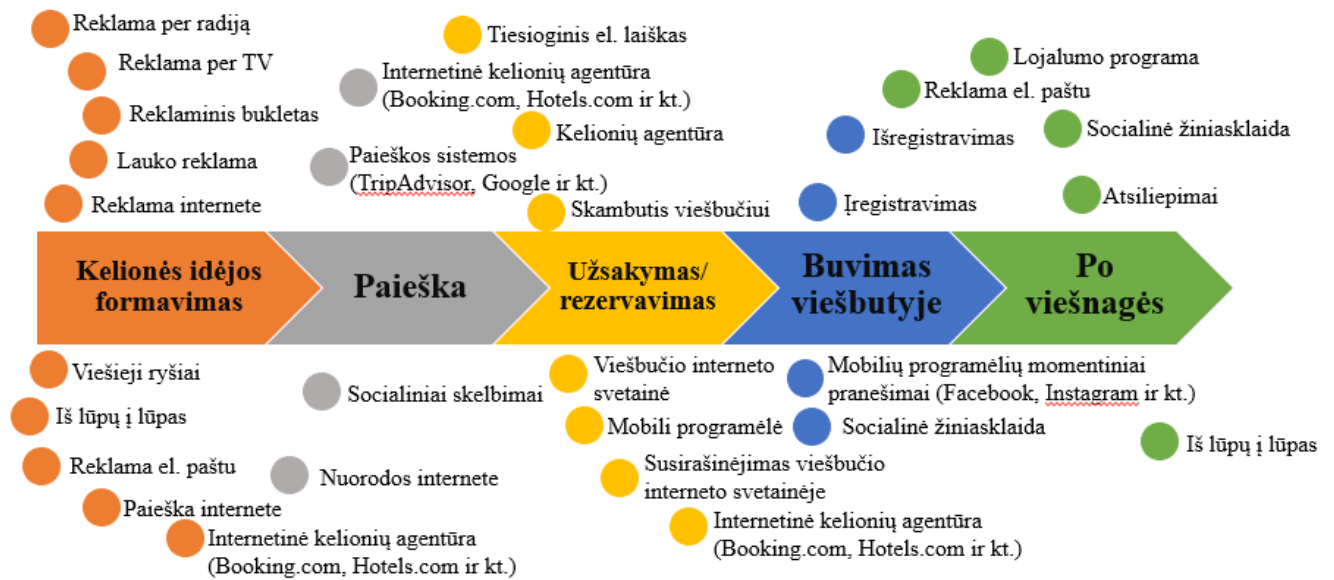 Reklama per radiją
Reklama per TV
Reklaminis bukletas
Lauko reklama
Reklama internete
Tiesioginis el. laiškas
Internetinė kelionių agentūra
(Booking.com, Hotels.com ir kt.)
Kelionių agentūra
Paieškos sistemos
(TripAdvisor, Google ir kt.)
Skambutis viešbučiui
Lojalumo programa
Reklama el. paštu
Išregistravimas
Socialinė žiniasklaida
Įregistravimas
Atsiliepimai
Kelionės idėjos
formavimas
Paieška
Užsakymas/
rezervavimas
Buvimas
viešbutyje
Po
viešnagės
Viešieji ryšiai
Iš lūpų į lūpas
Reklama el. paštu
Paieška internete
Internetinė kelionių agentūra
(Booking.com, Hotels.com ir kt.)
Socialiniai skelbimai
Nuorodos internete
Viešbučio interneto
svetainė
Mobili programėlė
Susirašinėjimas viešbučio
interneto svetainėje
Internetinė kelionių agentūra
(Booking.com, Hotels.com ir kt.)
Mobilių programėlių momentiniai
pranešimai (Facebook, Instagram ir kt.)
Socialinė žiniasklaida
Iš lūpų į lūpas